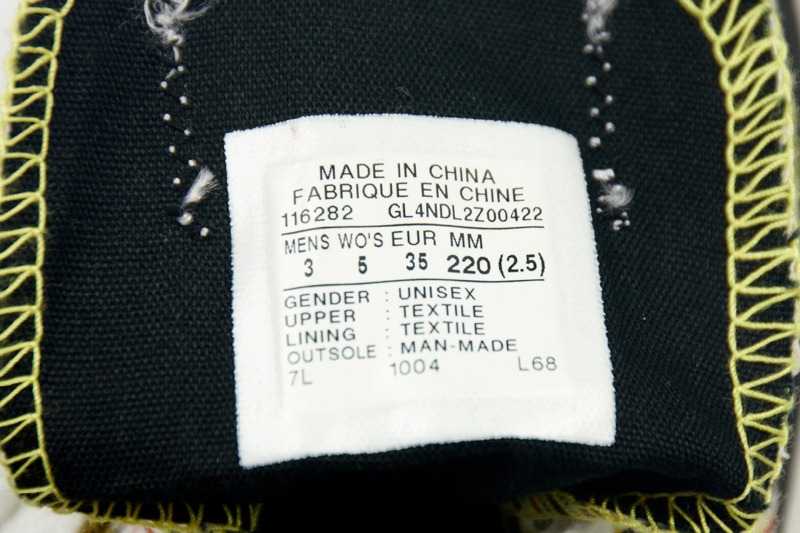 MADE IN CHINA
FABRIQUE EN CHINE
116282 GL4NDL2Z00422
MENS WO'S EUR MM
3 5 35 220 (2.5)
GENDER : UNISEX
UPPER : TEXTILE
LINING : TEXTILE
OUTSOLE : MAN-MADE
7L 1004 L68